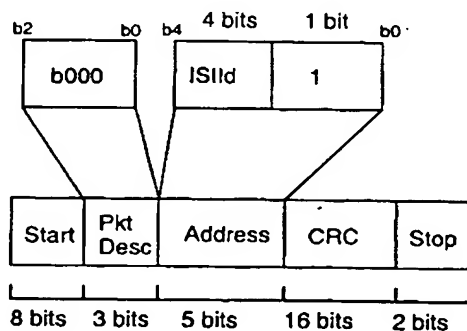 4 bits 1 bit
b2 b0 b4 b0
b000 ISIId 1
Start Pkt Desc Address CRC Stop
8 bits 3 bits 5 bits 16 bits 2 bits